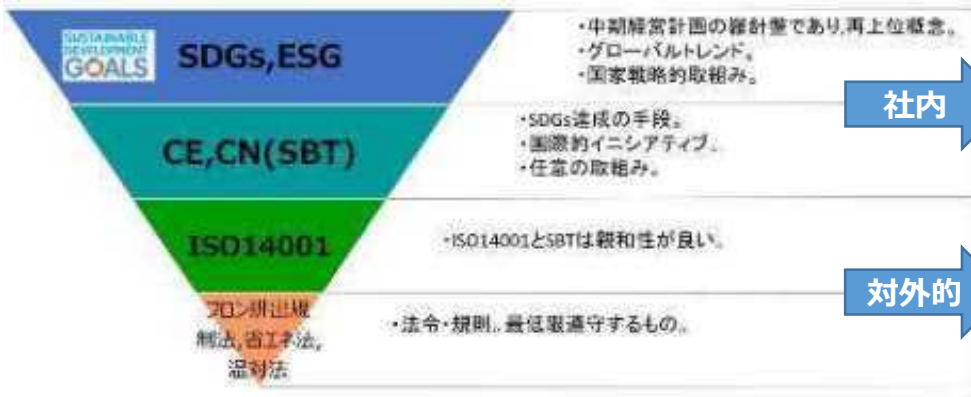 SUSTAINABLE
DEVELOPMENT
GOALS
SDGs,ESG
・中期経営計画の羅針盤であり,再上位概念。
・グローバルトレンド。
・国家戦略的取組み。
社内
CE,CN(SBT)
・SDGs達成の手段。
・国際的イニシアティブ。
・任意の取組み。
ISO14001
・ISO14001とSBTは親和性が良い。
対外的
フロン排出規
制法,省エネ法,
温対法
・法令・規則。最低限遵守するもの。